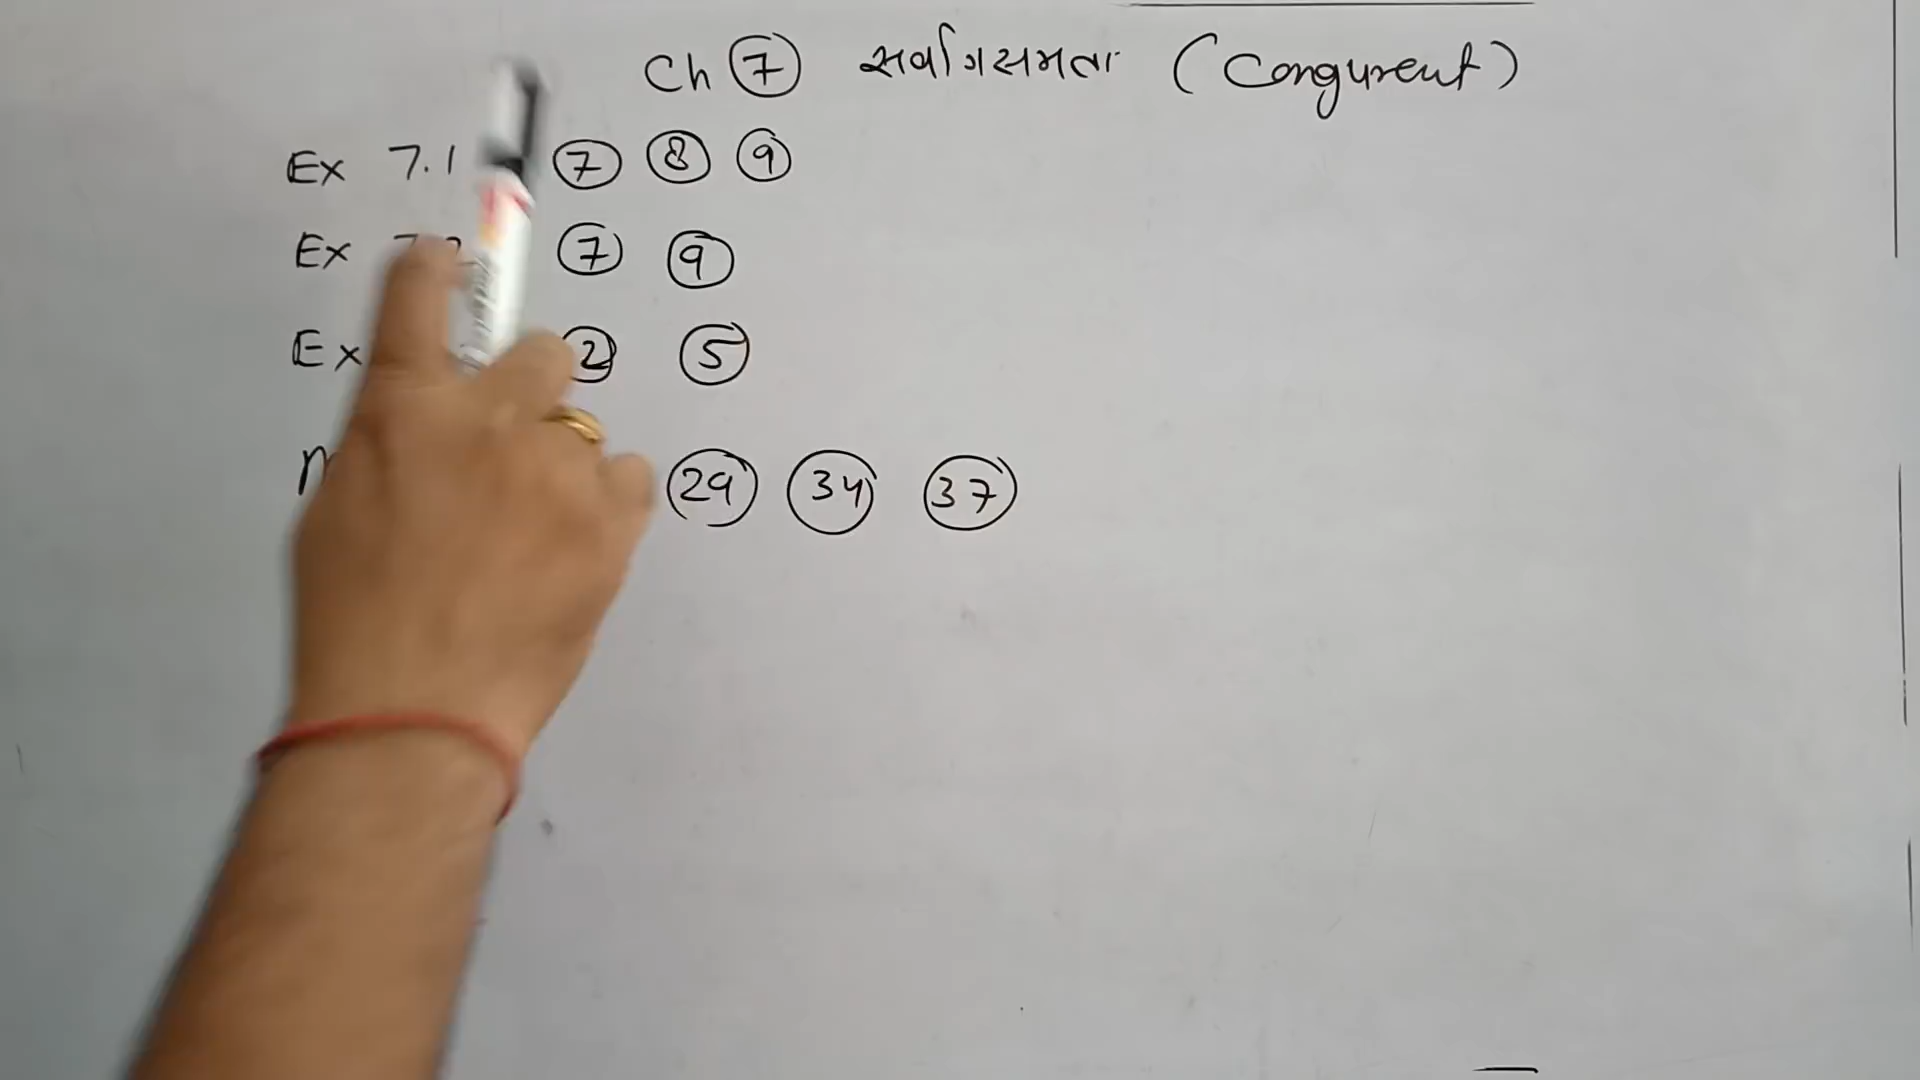 Ch 7 सर्वांगसमता (Congurent)
Ex 7.1 7 8 9
Ex 7 9
Ex 2 5
29 34 37